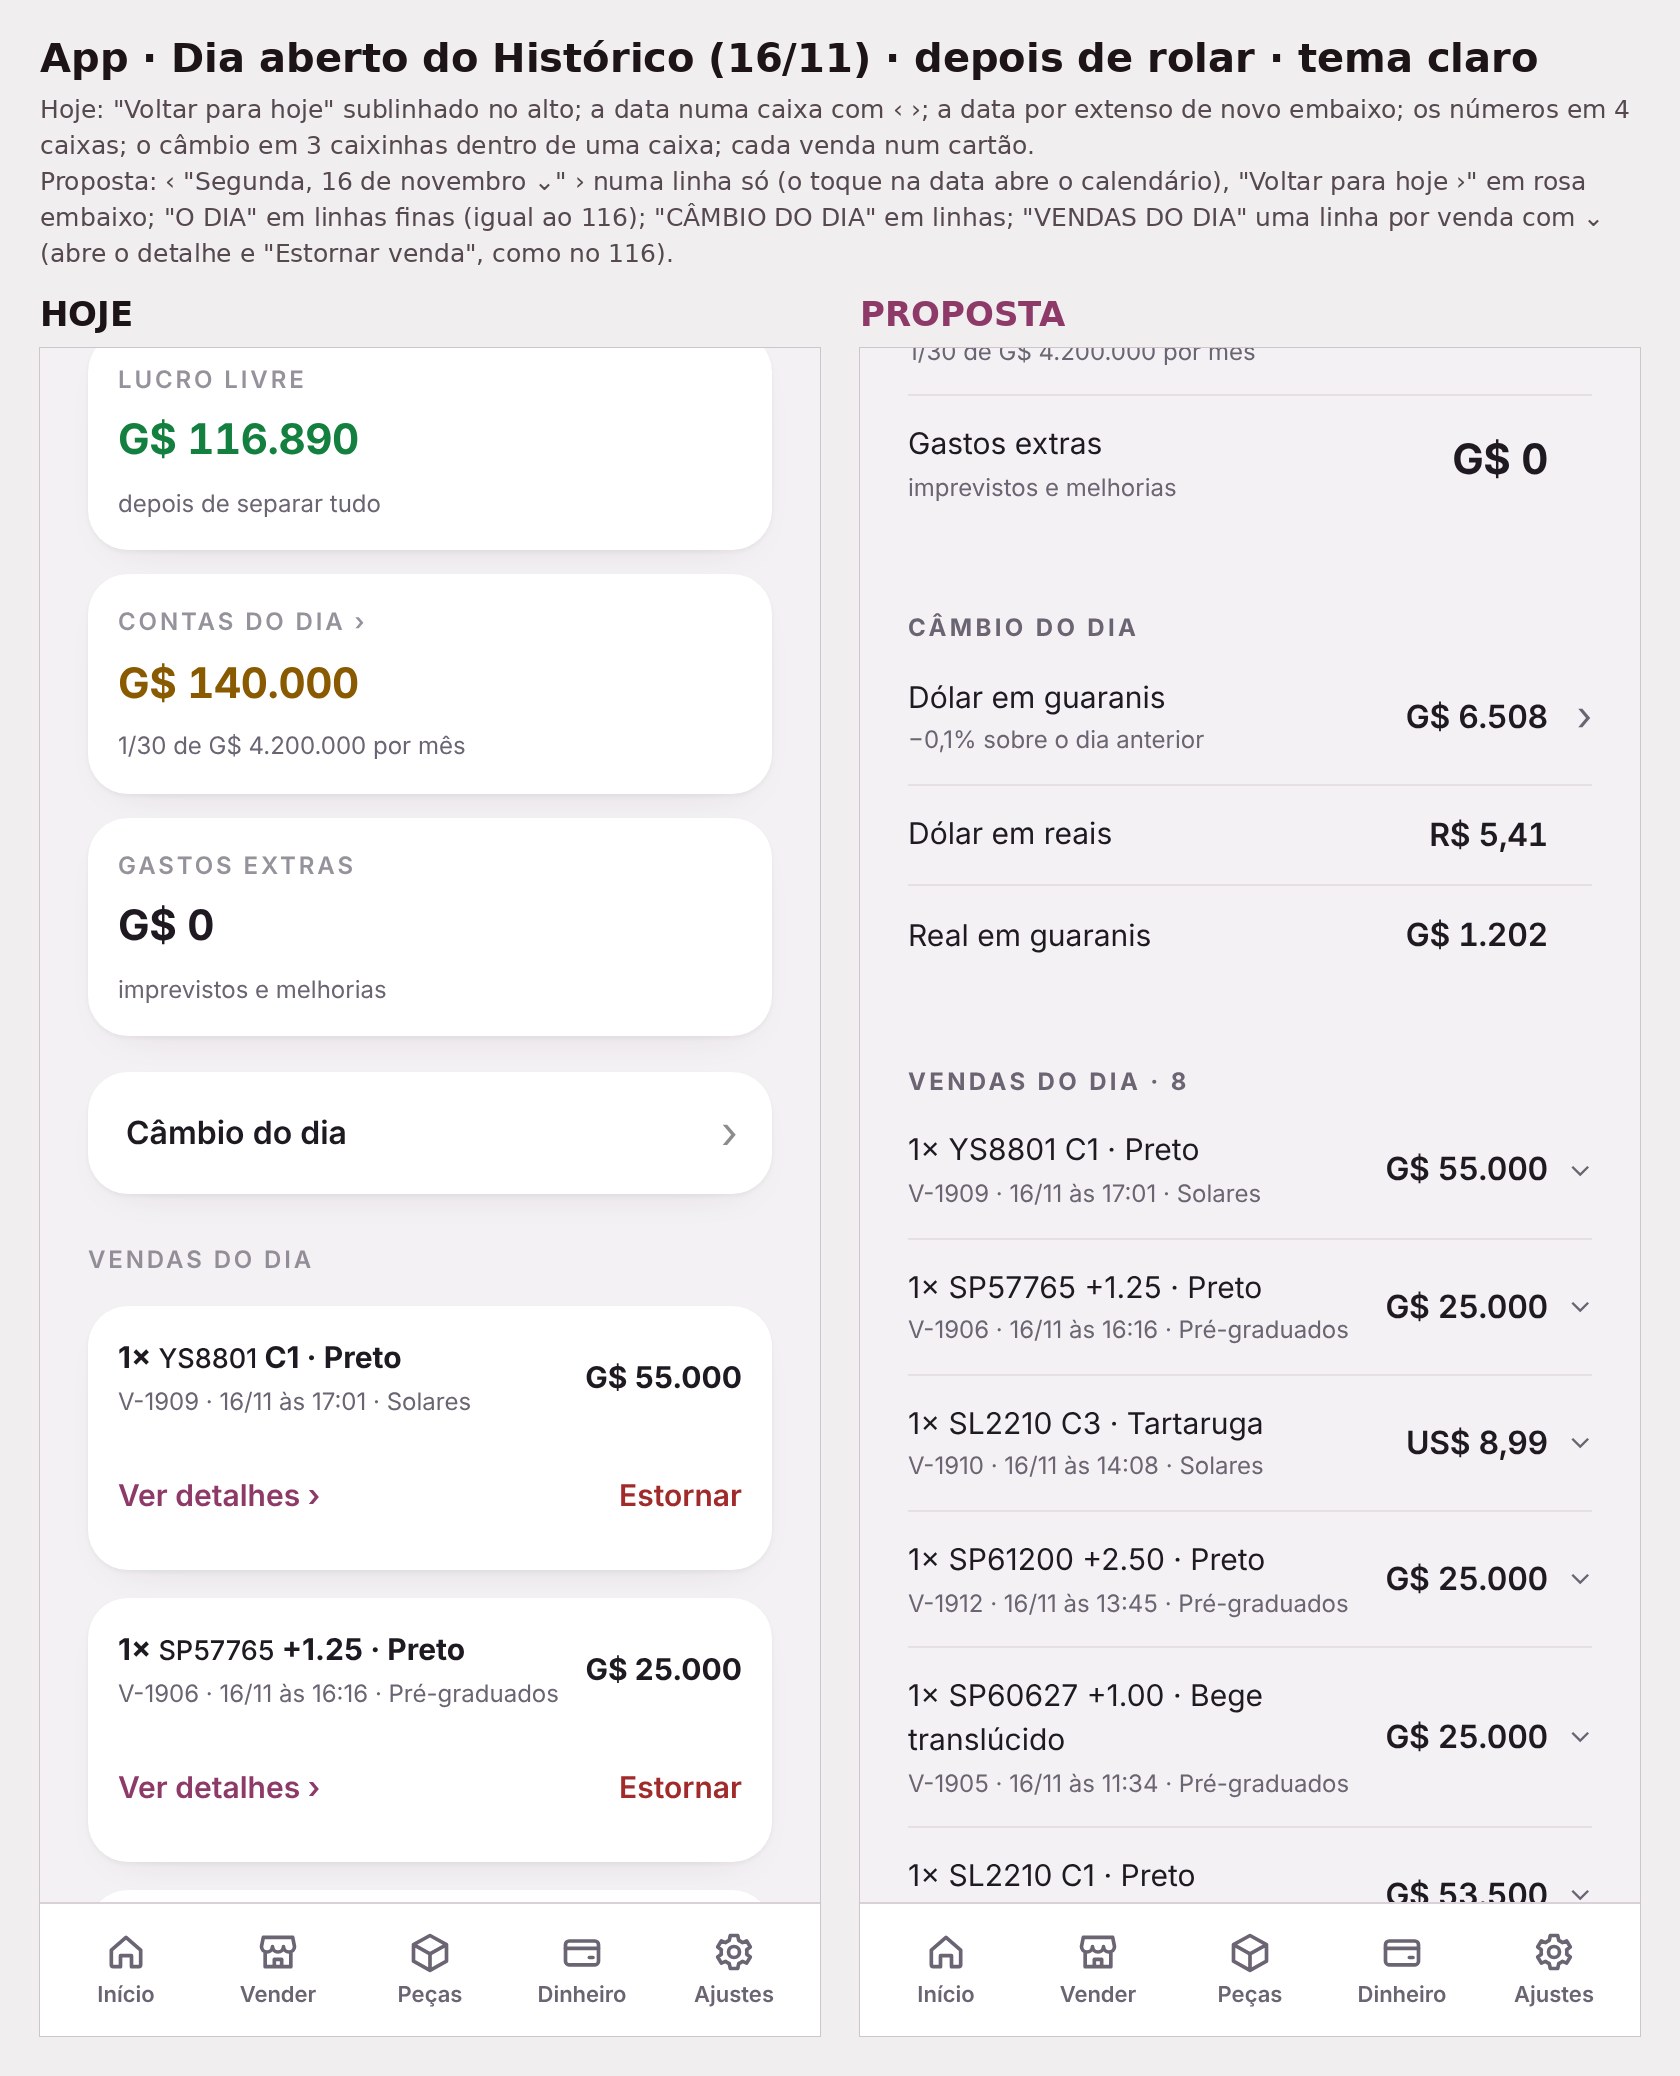 App · Dia aberto do Histórico (16/11) · depois de rolar · tema claro
Hoje: "Voltar para hoje" sublinhado no alto; a data numa caixa com ‹ ›; a data por extenso de novo embaixo; os números em 4
caixas; o câmbio em 3 caixinhas dentro de uma caixa; cada venda num cartão.
Proposta: ‹ "Segunda, 16 de novembro ⌄" › numa linha só (o toque na data abre o calendário), "Voltar para hoje ›" em rosa
embaixo; "O DIA" em linhas finas (igual ao 116); "CÂMBIO DO DIA" em linhas; "VENDAS DO DIA" uma linha por venda com ⌄
(abre o detalhe e "Estornar venda", como no 116).
HOJE
LUCRO LIVRE
G$ 116.890
depois de separar tudo
CONTAS DO DIA ›
G$ 140.000
1/30 de G$ 4.200.000 por mês
GASTOS EXTRAS
G$ 0
imprevistos e melhorias
Câmbio do dia ›
VENDAS DO DIA
1× YS8801 C1 · Preto
G$ 55.000
V-1909 · 16/11 às 17:01 · Solares
Ver detalhes ›
Estornar
1× SP57765 +1.25 · Preto
G$ 25.000
V-1906 · 16/11 às 16:16 · Pré-graduados
Ver detalhes ›
Estornar
Início
Vender
Peças
Dinheiro
Ajustes
PROPOSTA
1/30 de G$ 4.200.000 por mês
Gastos extras
G$ 0
imprevistos e melhorias
CÂMBIO DO DIA
Dólar em guaranis
G$ 6.508 ›
−0,1% sobre o dia anterior
Dólar em reais
R$ 5,41
Real em guaranis
G$ 1.202
VENDAS DO DIA · 8
1× YS8801 C1 · Preto
G$ 55.000 ⌄
V-1909 · 16/11 às 17:01 · Solares
1× SP57765 +1.25 · Preto
G$ 25.000 ⌄
V-1906 · 16/11 às 16:16 · Pré-graduados
1× SL2210 C3 · Tartaruga
US$ 8,99 ⌄
V-1910 · 16/11 às 14:08 · Solares
1× SP61200 +2.50 · Preto
G$ 25.000 ⌄
V-1912 · 16/11 às 13:45 · Pré-graduados
1× SP60627 +1.00 · Bege
translúcido
G$ 25.000 ⌄
V-1905 · 16/11 às 11:34 · Pré-graduados
1× SL2210 C1 · Preto
G$ 53.500 ⌄
Início
Vender
Peças
Dinheiro
Ajustes